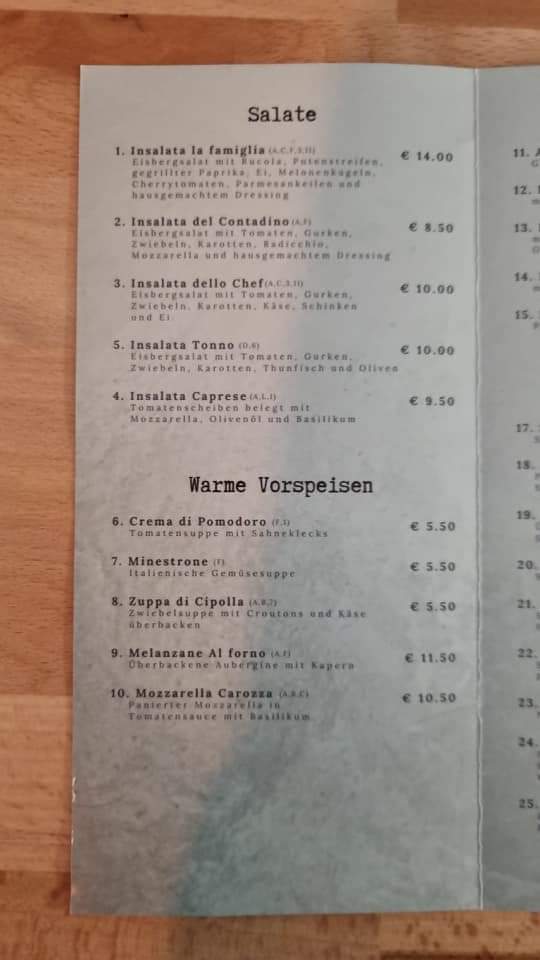 Salate
1. Insalata la famiglia (A,C,F,3,11) € 14.00
Eisbergsalat mit Rucola, Putenstreifen,
gegrillter Paprika, Ei, Melonenkugeln,
Cherrytomaten, Parmesankeilen und
hausgemachtem Dressing
2. Insalata del Contadino (A,F) € 8.50
Eisbergsalat mit Tomaten, Gurken,
Zwiebeln, Karotten, Radicchio,
Mozzarella und hausgemachtem Dressing
3. Insalata dello Chef (A,C,3,11) € 10.00
Eisbergsalat mit Tomaten, Gurken,
Zwiebeln, Karotten, Käse, Schinken
und Ei
5. Insalata Tonno (D,6) € 10.00
Eisbergsalat mit Tomaten, Gurken,
Zwiebeln, Karotten, Thunfisch und Oliven
4. Insalata Caprese (A,L,1) € 9.50
Tomatenscheiben belegt mit
Mozzarella, Olivenöl und Basilikum
Warme Vorspeisen
6. Crema di Pomodoro (F,1) € 5.50
Tomatensuppe mit Sahneklecks
7. Minestrone (F) € 5.50
Italienische Gemüsesuppe
8. Zuppa di Cipolla € 5.50
Zwiebelsuppe mit Croutons und Käse
überbacken
9. Melanzane Al forno (A,F) € 11.50
Überbackene Aubergine mit Kapern
10. Mozzarella Carozza € 10.50
Panierter Mozzarella in
Tomatensauce mit Basilikum
11.
12.
13.
14.
15.
17.
18.
19.
20.
21.
22.
23.
24.
25.